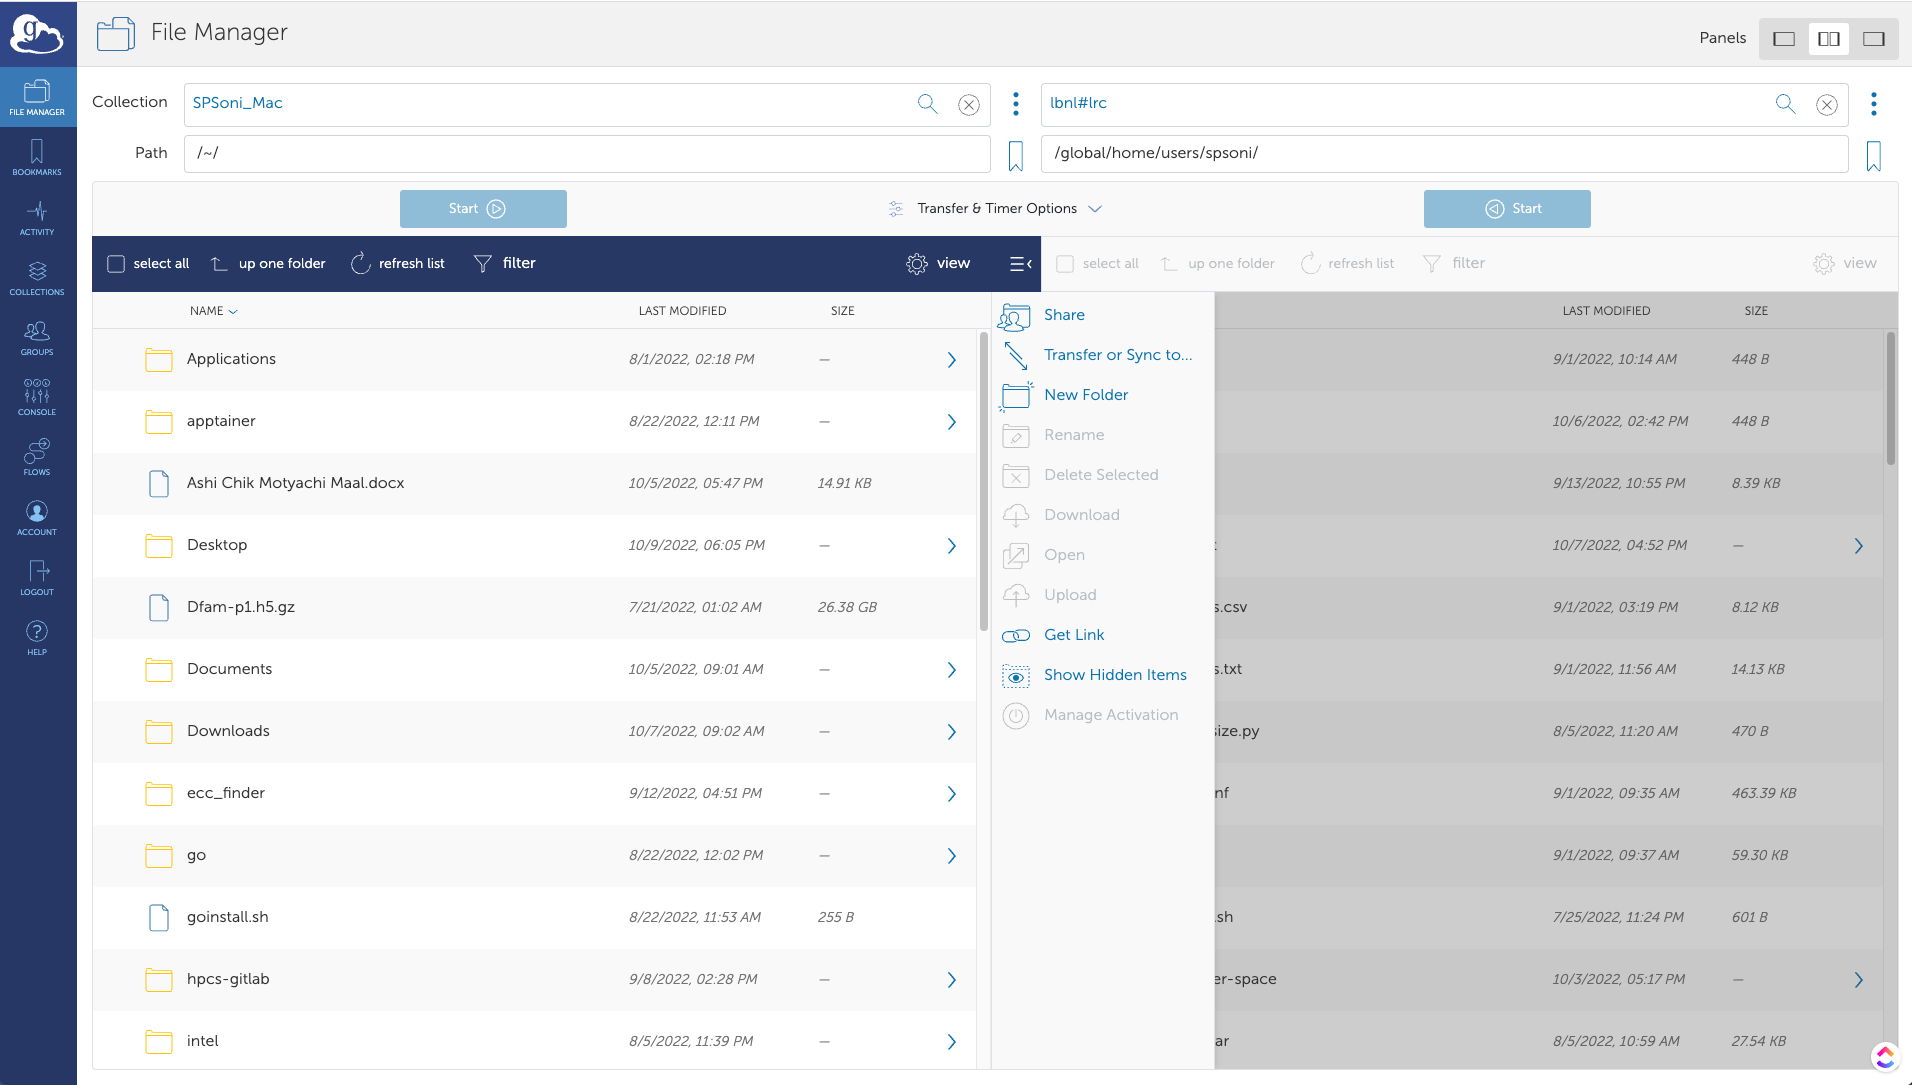 g
File Manager
Panels
FILE MANAGER
BOOKMARKS
ACTIVITY
COLLECTIONS
GROUPS
CONSOLE
FLOWS
ACCOUNT
LOGOUT
HELP
Collection SPSoni_Mac lbnl#lrc
Path /~/ /global/home/users/spsoni/
Start Transfer & Timer Options Start
select all up one folder refresh list filter view select all up one folder refresh list filter view
NAME LAST MODIFIED SIZE
Applications 8/1/2022, 02:18 PM —
apptainer 8/22/2022, 12:11 PM —
Ashi Chik Motyachi Maal.docx 10/5/2022, 05:47 PM 14.91 KB
Desktop 10/9/2022, 06:05 PM —
Dfam-p1.h5.gz 7/21/2022, 01:02 AM 26.38 GB
Documents 10/5/2022, 09:01 AM —
Downloads 10/7/2022, 09:02 AM —
ecc_finder 9/12/2022, 04:51 PM —
go 8/22/2022, 12:02 PM —
goinstall.sh 8/22/2022, 11:53 AM 255 B
hpcs-gitlab 9/8/2022, 02:28 PM —
intel 8/5/2022, 11:39 PM —
Share
Transfer or Sync to...
New Folder
Rename
Delete Selected
Download
Open
Upload
Get Link
Show Hidden Items
Manage Activation
LAST MODIFIED SIZE
9/1/2022, 10:14 AM 448 B
10/6/2022, 02:42 PM 448 B
9/13/2022, 10:55 PM 8.39 KB
10/7/2022, 04:52 PM —
s.csv 9/1/2022, 03:19 PM 8.12 KB
s.txt 9/1/2022, 11:56 AM 14.13 KB
size.py 8/5/2022, 11:20 AM 470 B
nf 9/1/2022, 09:35 AM 463.39 KB
9/1/2022, 09:37 AM 59.30 KB
.sh 7/25/2022, 11:24 PM 601 B
er-space 10/3/2022, 05:17 PM —
ar 8/5/2022, 10:59 AM 27.54 KB